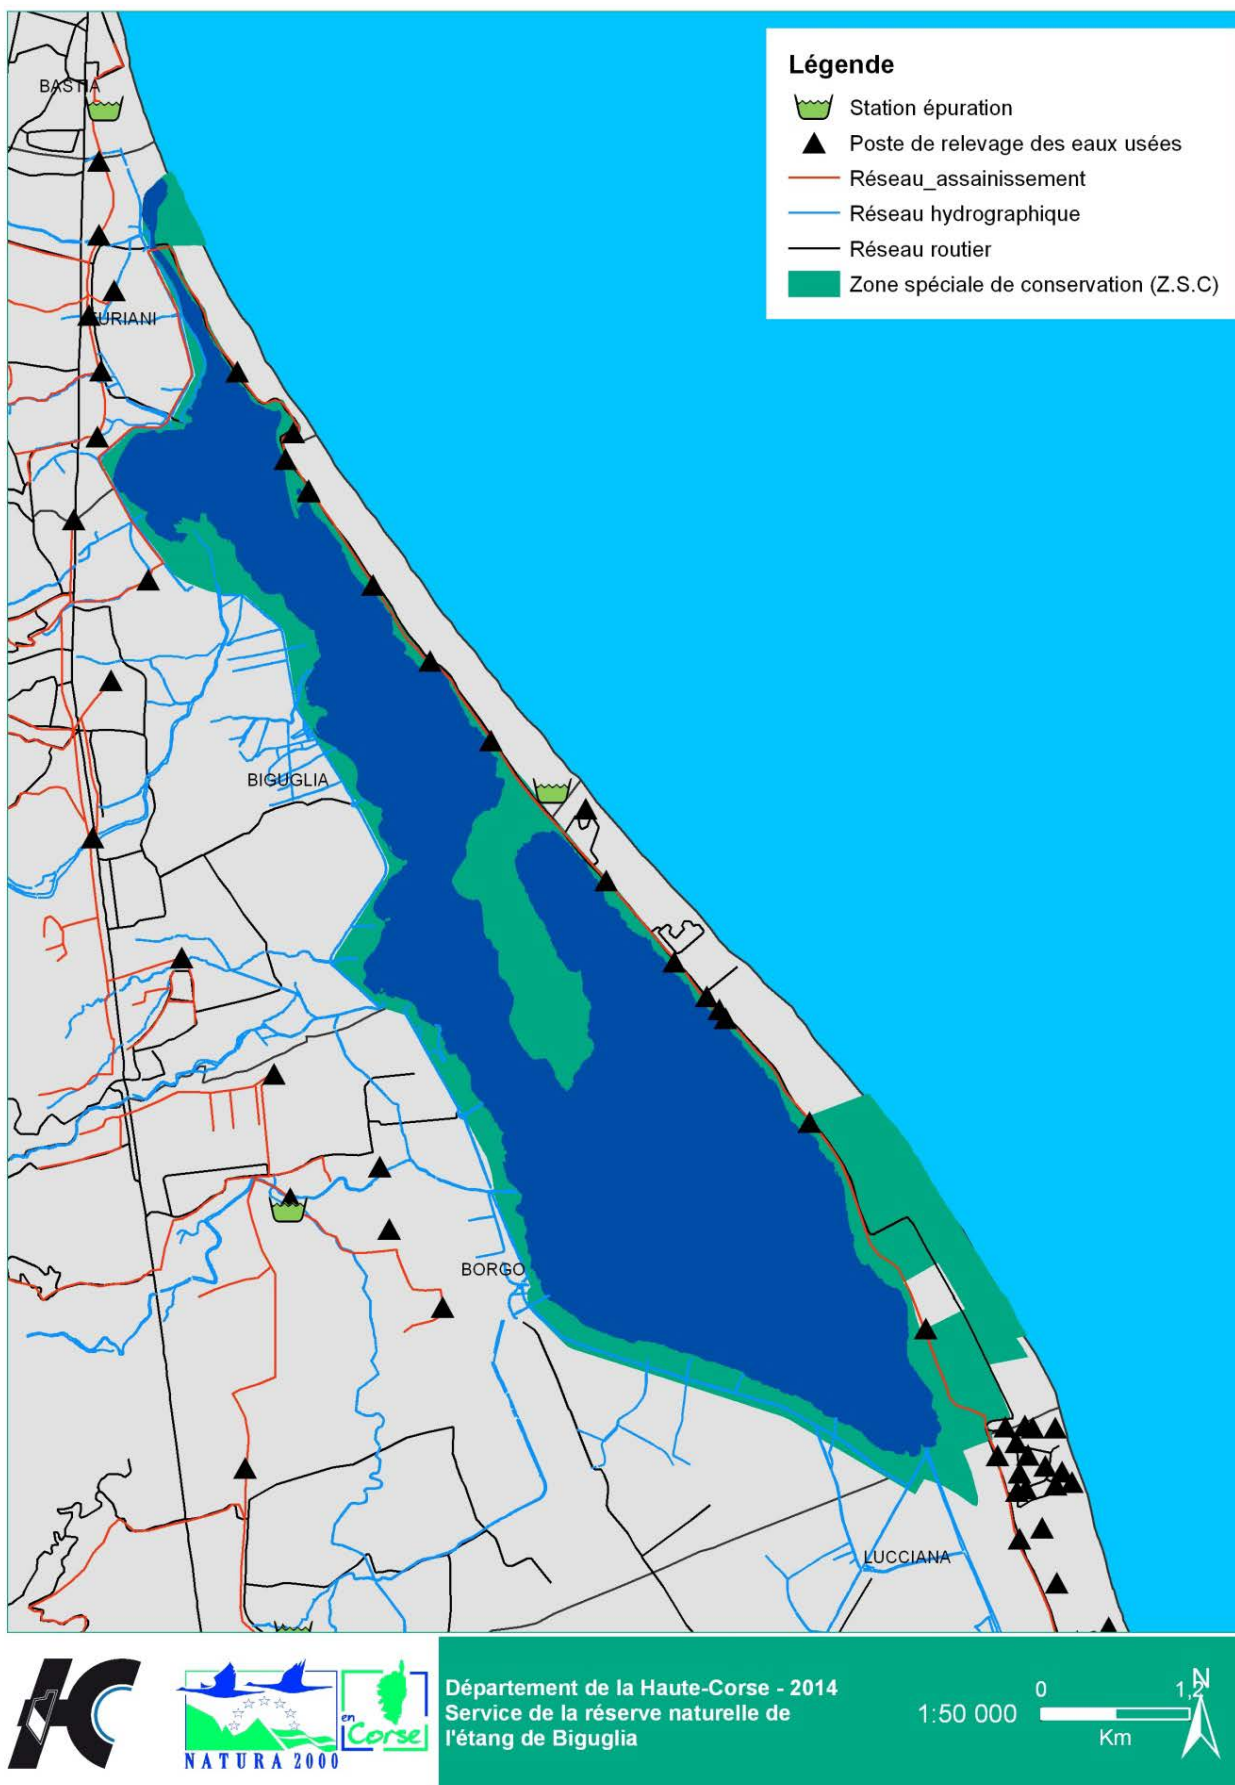 Légende
Station épuration
Poste de relevage des eaux usées
Réseau_assainissement
Réseau hydrographique
Réseau routier
Zone spéciale de conservation (Z.S.C)
BASTIA
FURIANI
BIGUGLIA
BORGO
LUCCIANA
HC
NATURA 2000
en
Corse
Département de la Haute-Corse - 2014
Service de la réserve naturelle de
l'étang de Biguglia
1:50 000
0 1,2
Km
N